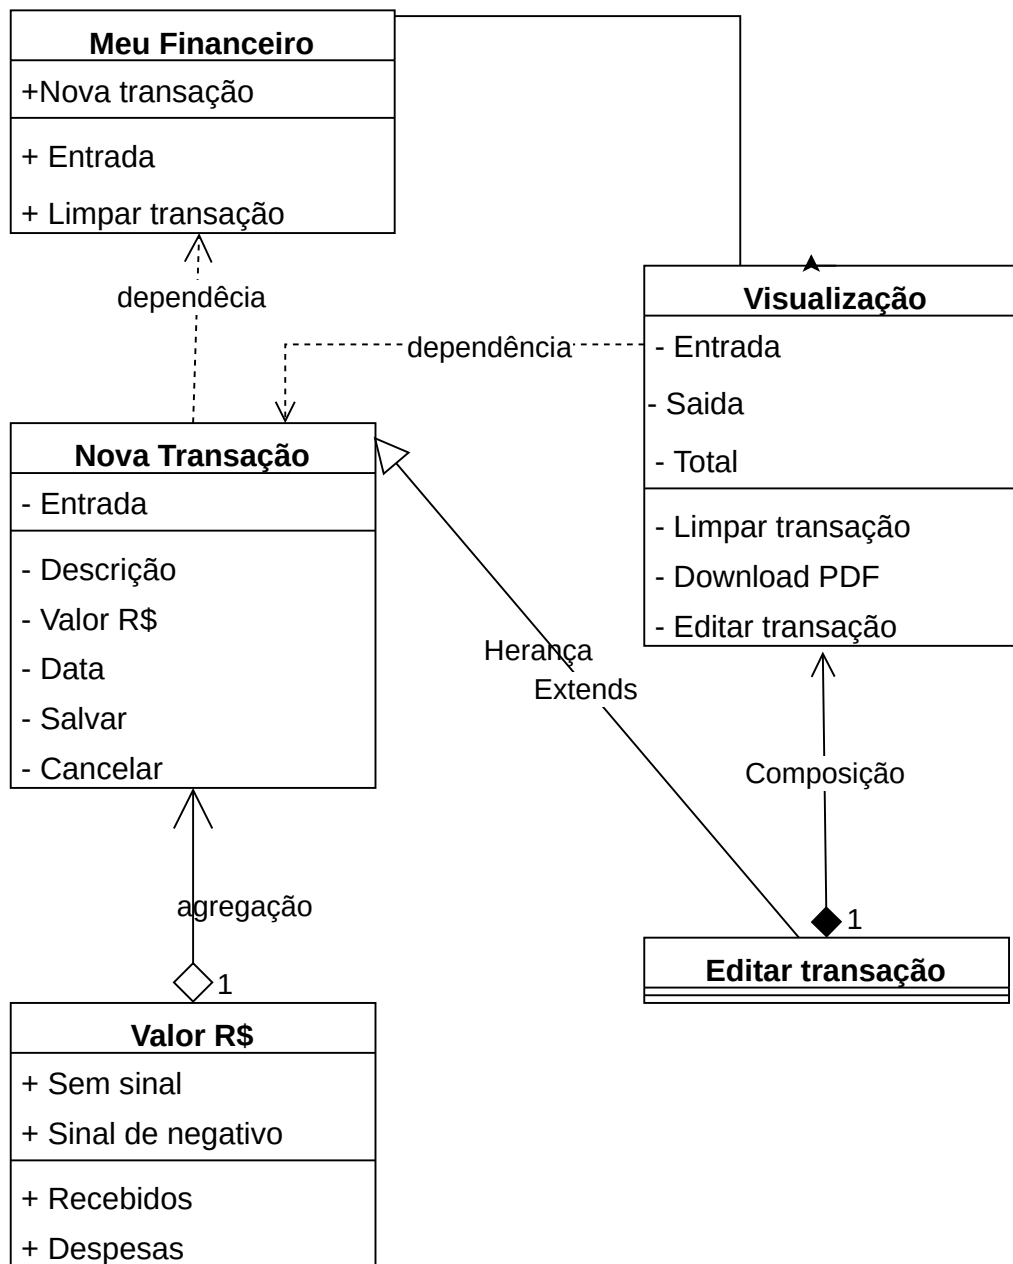 Meu Financeiro
+Nova transação
+ Entrada
+ Limpar transação
dependêcia
dependência
Visualização
- Entrada
- Saida
- Total
- Limpar transação
- Download PDF
- Editar transação
Nova Transação
- Entrada
- Descrição
- Valor R$
- Data
- Salvar
- Cancelar
Herança
Extends
Composição
1
agregação
1
Editar transação
Valor R$
+ Sem sinal
+ Sinal de negativo
+ Recebidos
+ Despesas